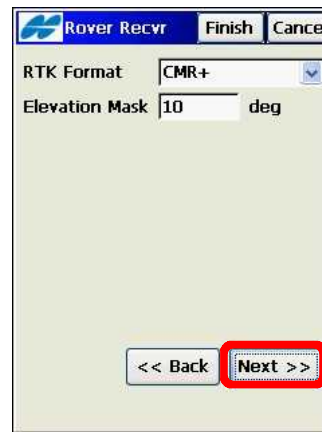 Rover Recvr Finish Cance
RTK Format CMR+
Elevation Mask 10 deg
<< Back Next >>